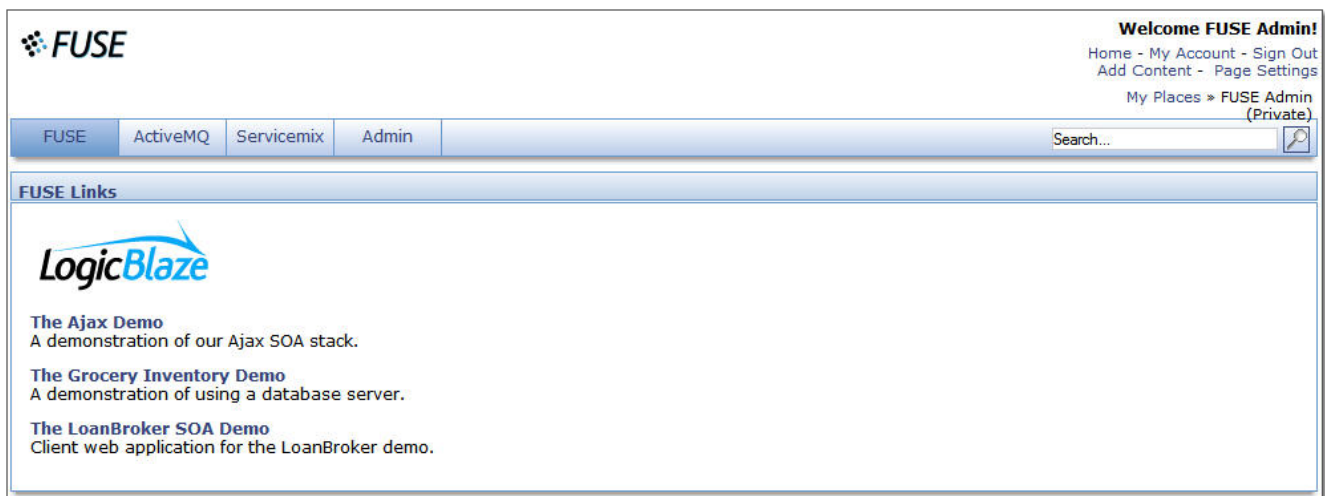 FUSE
Welcome FUSE Admin!
Home - My Account - Sign Out
Add Content - Page Settings
My Places » FUSE Admin
(Private)
FUSE ActiveMQ Servicemix Admin Search...
FUSE Links
LogicBlaze
The Ajax Demo
A demonstration of our Ajax SOA stack.
The Grocery Inventory Demo
A demonstration of using a database server.
The LoanBroker SOA Demo
Client web application for the LoanBroker demo.